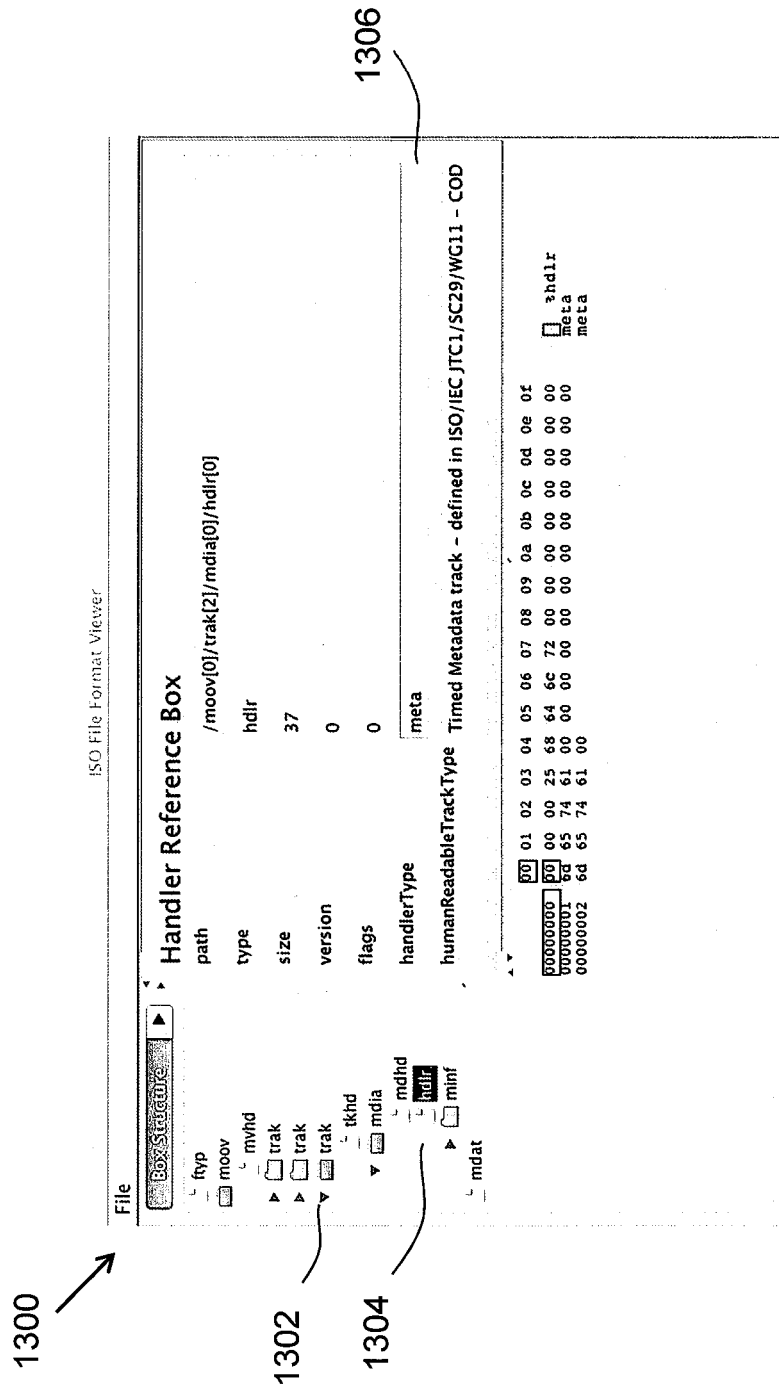 1300
ISO File Format Viewer
File
Box Structure
ftyp
moov
mvhd
trak
trak
trak
tkhd
mdia
mdhd
hdlr
minf
mdat
1302
1304
Handler Reference Box
path /moov[0]/trak[2]/mdia[0]/hdlr[0]
type hdlr
size 37
version 0
flags 0
handlerType meta
humanReadableTrackType Timed Metadata track – defined in ISO/IEC JTC1/SC29/WG11 – COD
1306
00 01 02 03 04 05 06 07 08 09 0a 0b 0c 0d 0e 0f
00000000 00 00 00 25 68 64 6c 72 00 00 00 00 00 00 00 00 %hdlr
00000001 6d 65 74 61 00 00 00 00 00 00 00 00 00 00 00 meta
00000002 6d 65 74 61 00 meta